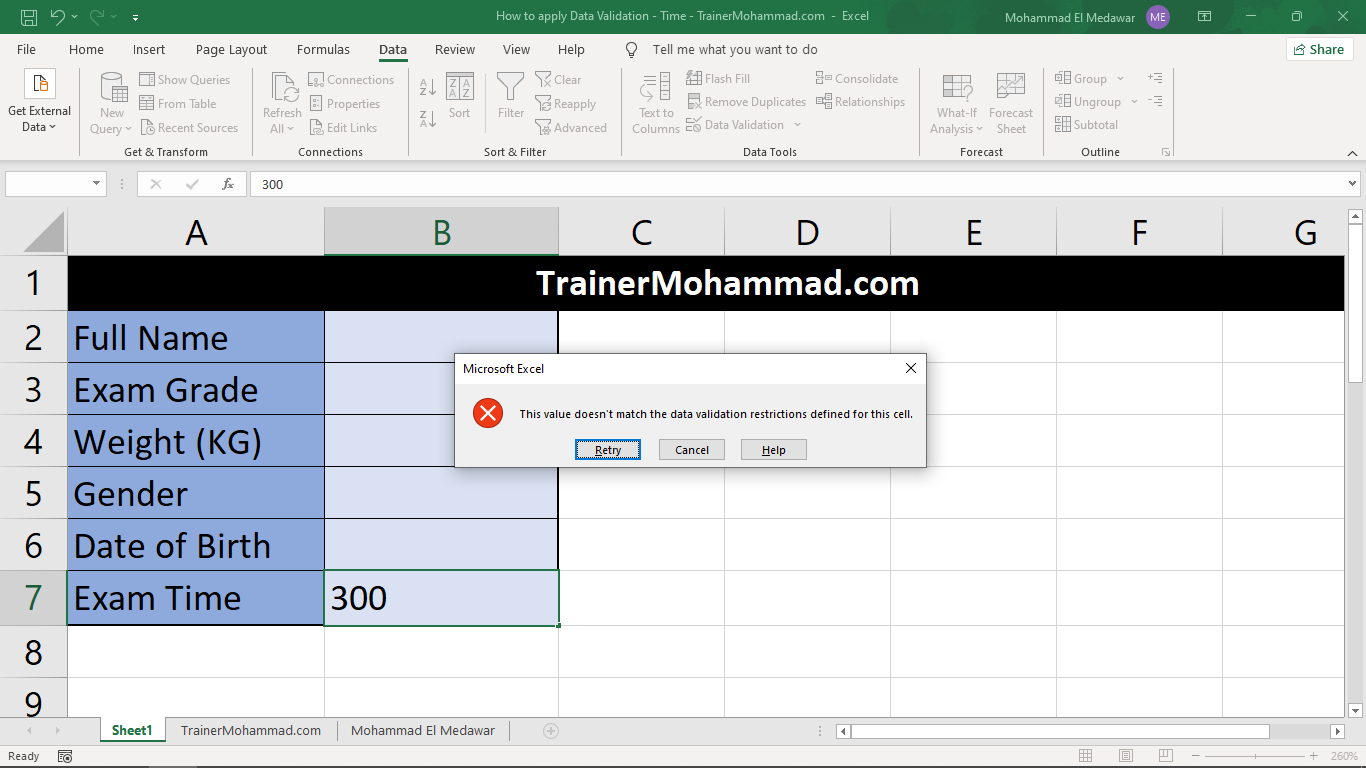 How to apply Data Validation - Time - TrainerMohammad.com - Excel
Mohammad El Medawar ME
File Home Insert Page Layout Formulas Data Review View Help Tell me what you want to do Share
Get External Data
New Query
Show Queries
From Table
Recent Sources
Get & Transform
Refresh All
Connections
Properties
Edit Links
Connections
A Z
Z A
Z A A Z
Sort
Filter
Clear
Reapply
Advanced
Sort & Filter
Text to Columns
Flash Fill
Remove Duplicates
Data Validation
Consolidate
Relationships
Data Tools
What-If Analysis
Forecast Sheet
Forecast
Group
Ungroup
Subtotal
Outline
fx 300
A B C D E F G
1 TrainerMohammad.com
2 Full Name
3 Exam Grade
4 Weight (KG)
5 Gender
6 Date of Birth
7 Exam Time 300
8
9
Microsoft Excel
This value doesn't match the data validation restrictions defined for this cell.
Retry Cancel Help
Sheet1 TrainerMohammad.com Mohammad El Medawar
Ready 260%